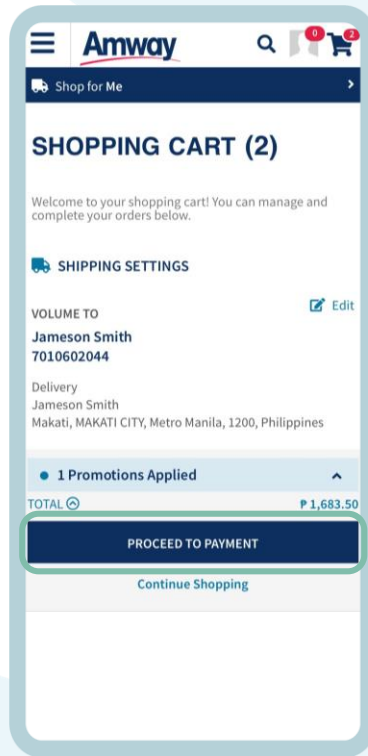 Amway
0
2
Shop for Me
SHOPPING CART (2)
Welcome to your shopping cart! You can manage and
complete your orders below.
SHIPPING SETTINGS
VOLUME TO
Edit
Jameson Smith
7010602044
Delivery
Jameson Smith
Makati, MAKATI CITY, Metro Manila, 1200, Philippines
1 Promotions Applied
TOTAL ₱ 1,683.50
PROCEED TO PAYMENT
Continue Shopping